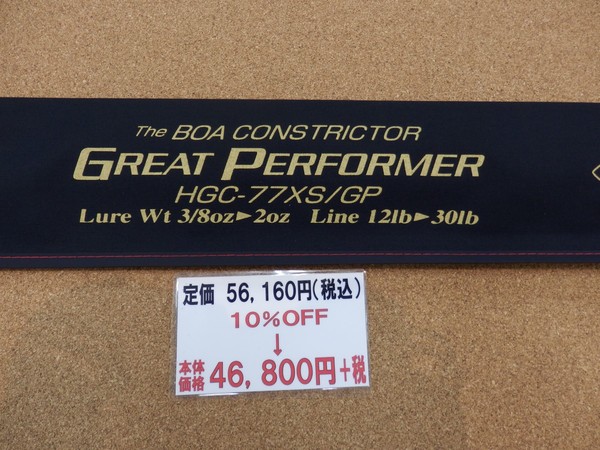 The BOA CONSTRICTOR
GREAT PERFORMER
HGC-77XS/GP
Lure Wt 3/8oz►2oz Line 12lb►30lb
定価 56,160円(税込)
10%OFF
↓
本体価格 46,800円+税